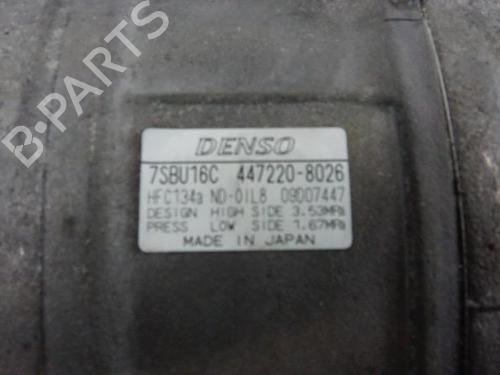 B-PARTS
DENSO
7SBU16C 447220-8026
HFC134a ND-OIL8 09007447
DESIGN HIGH SIDE 3.53MPa
PRESS LOW SIDE 1.67MPa
MADE IN JAPAN